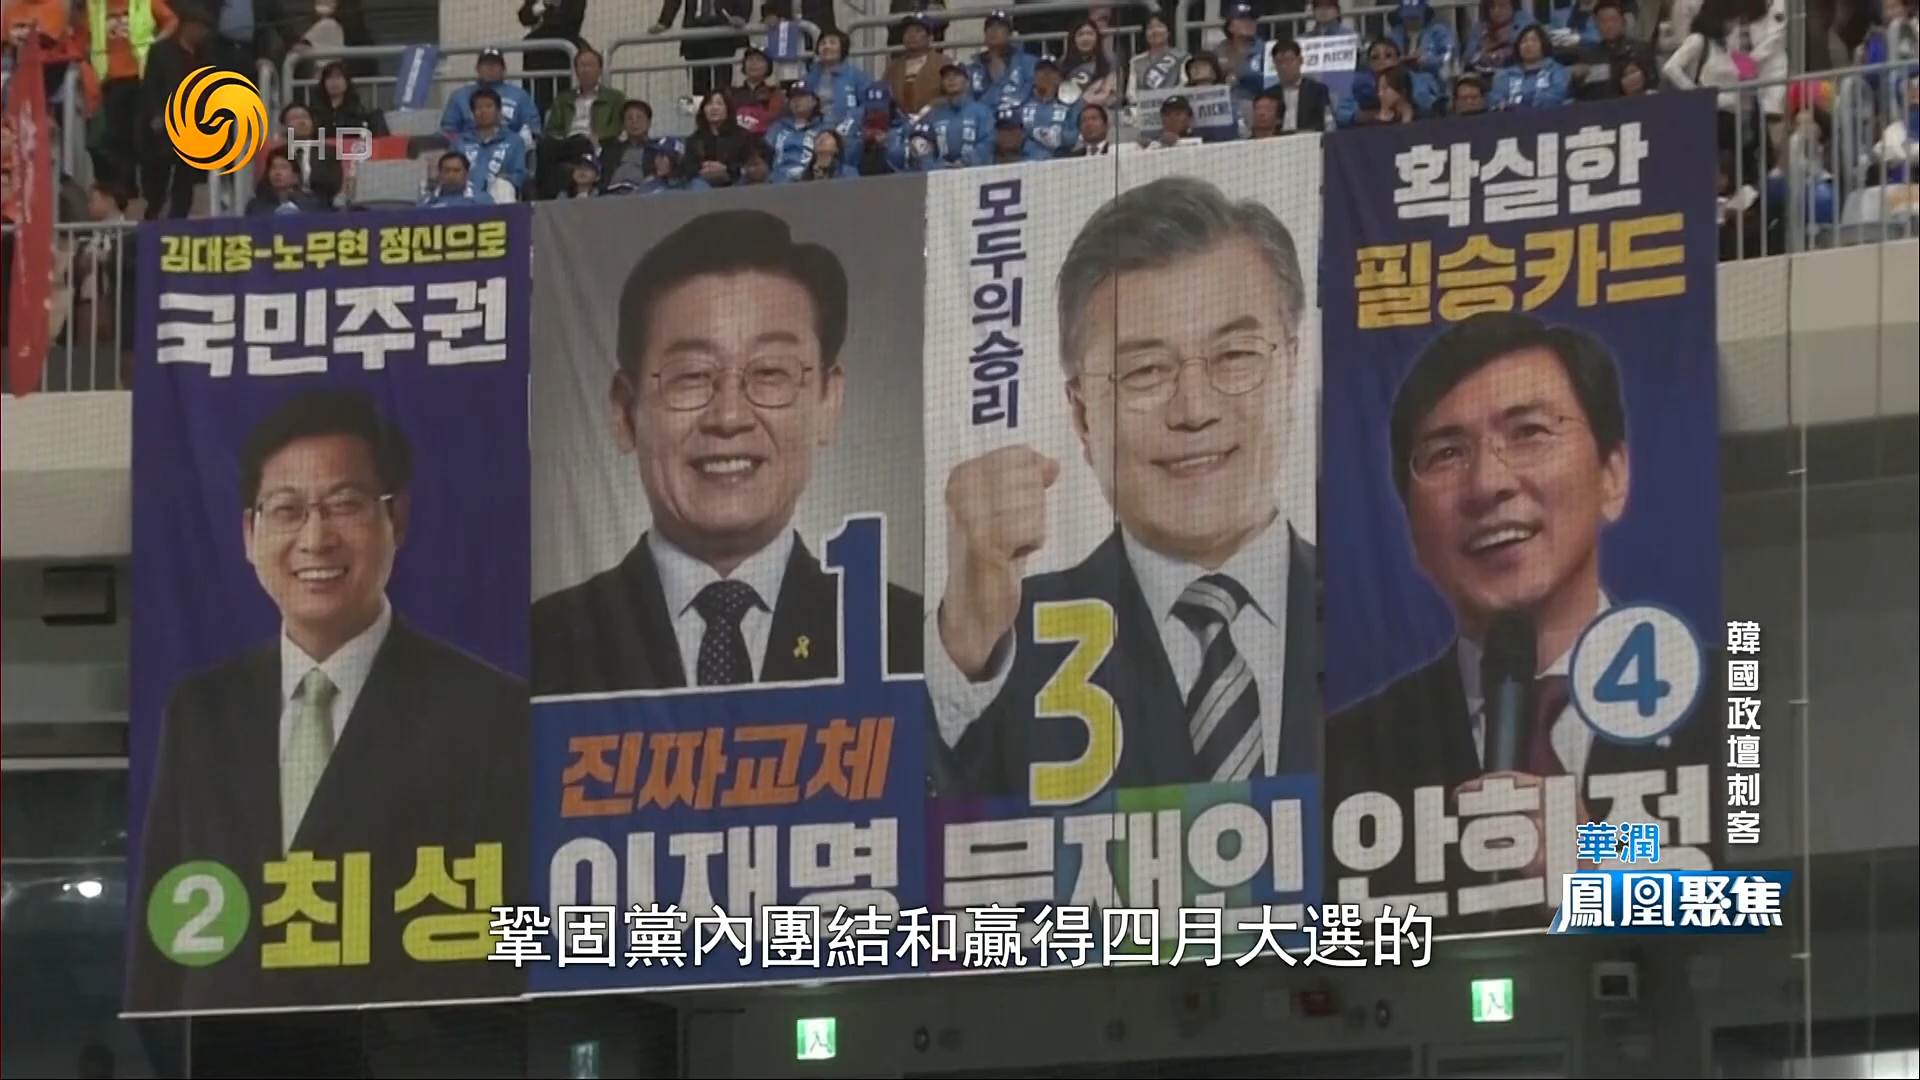 HD
김대중-노무현 정신으로
국민주권
2 최성
1
진짜교체
이재명
모두의 승리
3
문재인
확실한
필승카드
4
안희정
韓國政壇刺客
華潤
鳳凰聚焦
鞏固黨內團結和贏得四月大選的